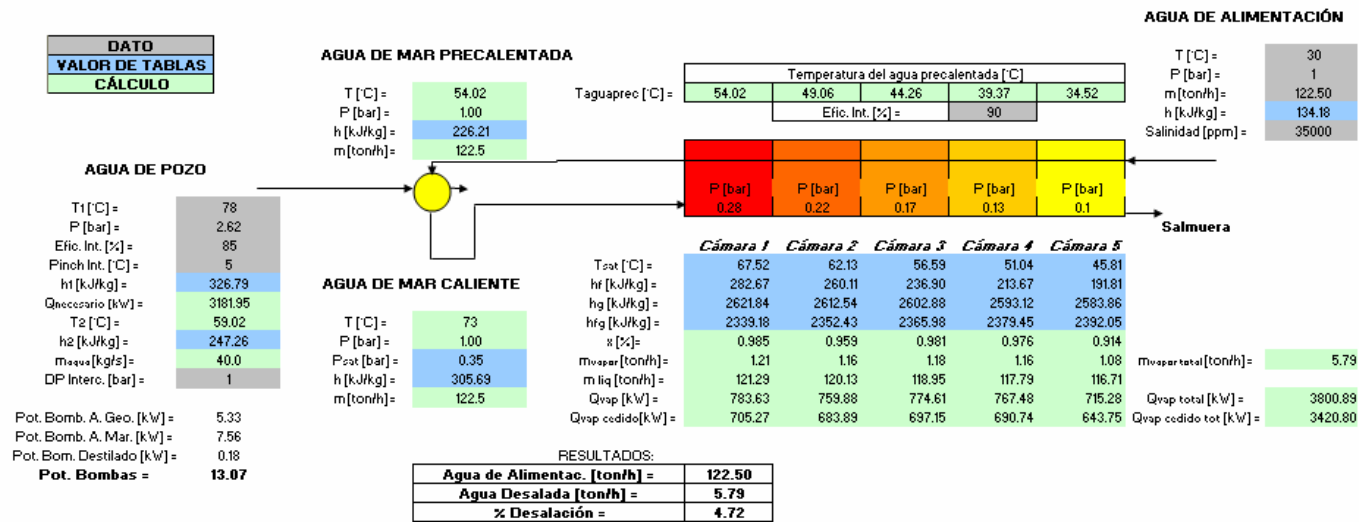 AGUA DE ALIMENTACIÓN
T [°C] = 30
P [bar] = 1
m[ton/h] = 122.50
h [kJ/kg] = 134.18
Salinidad [ppm] = 35000
DATO
VALOR DE TABLAS
CÁLCULO
AGUA DE MAR PRECALENTADA
T [°C] = 54.02
P [bar] = 1.00
h [kJ/kg] = 226.21
m[ton/h] = 122.5
Temperatura del agua precalentada [°C]
Taguaprec [°C] = 54.02 49.06 44.26 39.37 34.52
Efic. Int. [%] = 90
P [bar] P [bar] P [bar] P [bar] P [bar]
0.28 0.22 0.17 0.13 0.1
Salmuera
AGUA DE POZO
T1 [°C] = 78
P [bar] = 2.62
Efic. Int. [%] = 85
Pinch Int. [°C] = 5
h1 [kJ/kg] = 326.79
Qnecesario [kW] = 3181.95
T2 [°C] = 59.02
h2 [kJ/kg] = 247.26
magua[kg/s] = 40.0
DP Interc. [bar] = 1
Pot. Bomb. A. Geo. [kW] = 5.33
Pot. Bomb. A. Mar. [kW] = 7.56
Pot. Bom. Destilado [kW] = 0.18
Pot. Bombas = 13.07
AGUA DE MAR CALIENTE
T [°C] = 73
P [bar] = 1.00
Psat [bar] = 0.35
h [kJ/kg] = 305.69
m[ton/h] = 122.5
Cámara 1 Cámara 2 Cámara 3 Cámara 4 Cámara 5
Tsat [°C] = 67.52 62.13 56.59 51.04 45.81
hf [kJ/kg] = 282.67 260.11 236.90 213.67 191.81
hg [kJ/kg] = 2621.84 2612.54 2602.88 2593.12 2583.86
hfg [kJ/kg] = 2339.18 2352.43 2365.98 2379.45 2392.05
x [%]= 0.985 0.959 0.981 0.976 0.914
mvapor[ton/h] = 1.21 1.16 1.18 1.16 1.08 mvapor total[ton/h] = 5.79
m liq [ton/h] = 121.29 120.13 118.95 117.79 116.71
Qvap [kW] = 783.63 759.88 774.61 767.48 715.28 Qvap total [kW] = 3800.89
Qvap cedido[kW] = 705.27 683.89 697.15 690.74 643.75 Qvap cedido tot [kW] = 3420.80
RESULTADOS:
Agua de Alimentac. [ton/h] = 122.50
Agua Desalada [ton/h] = 5.79
% Desalación = 4.72